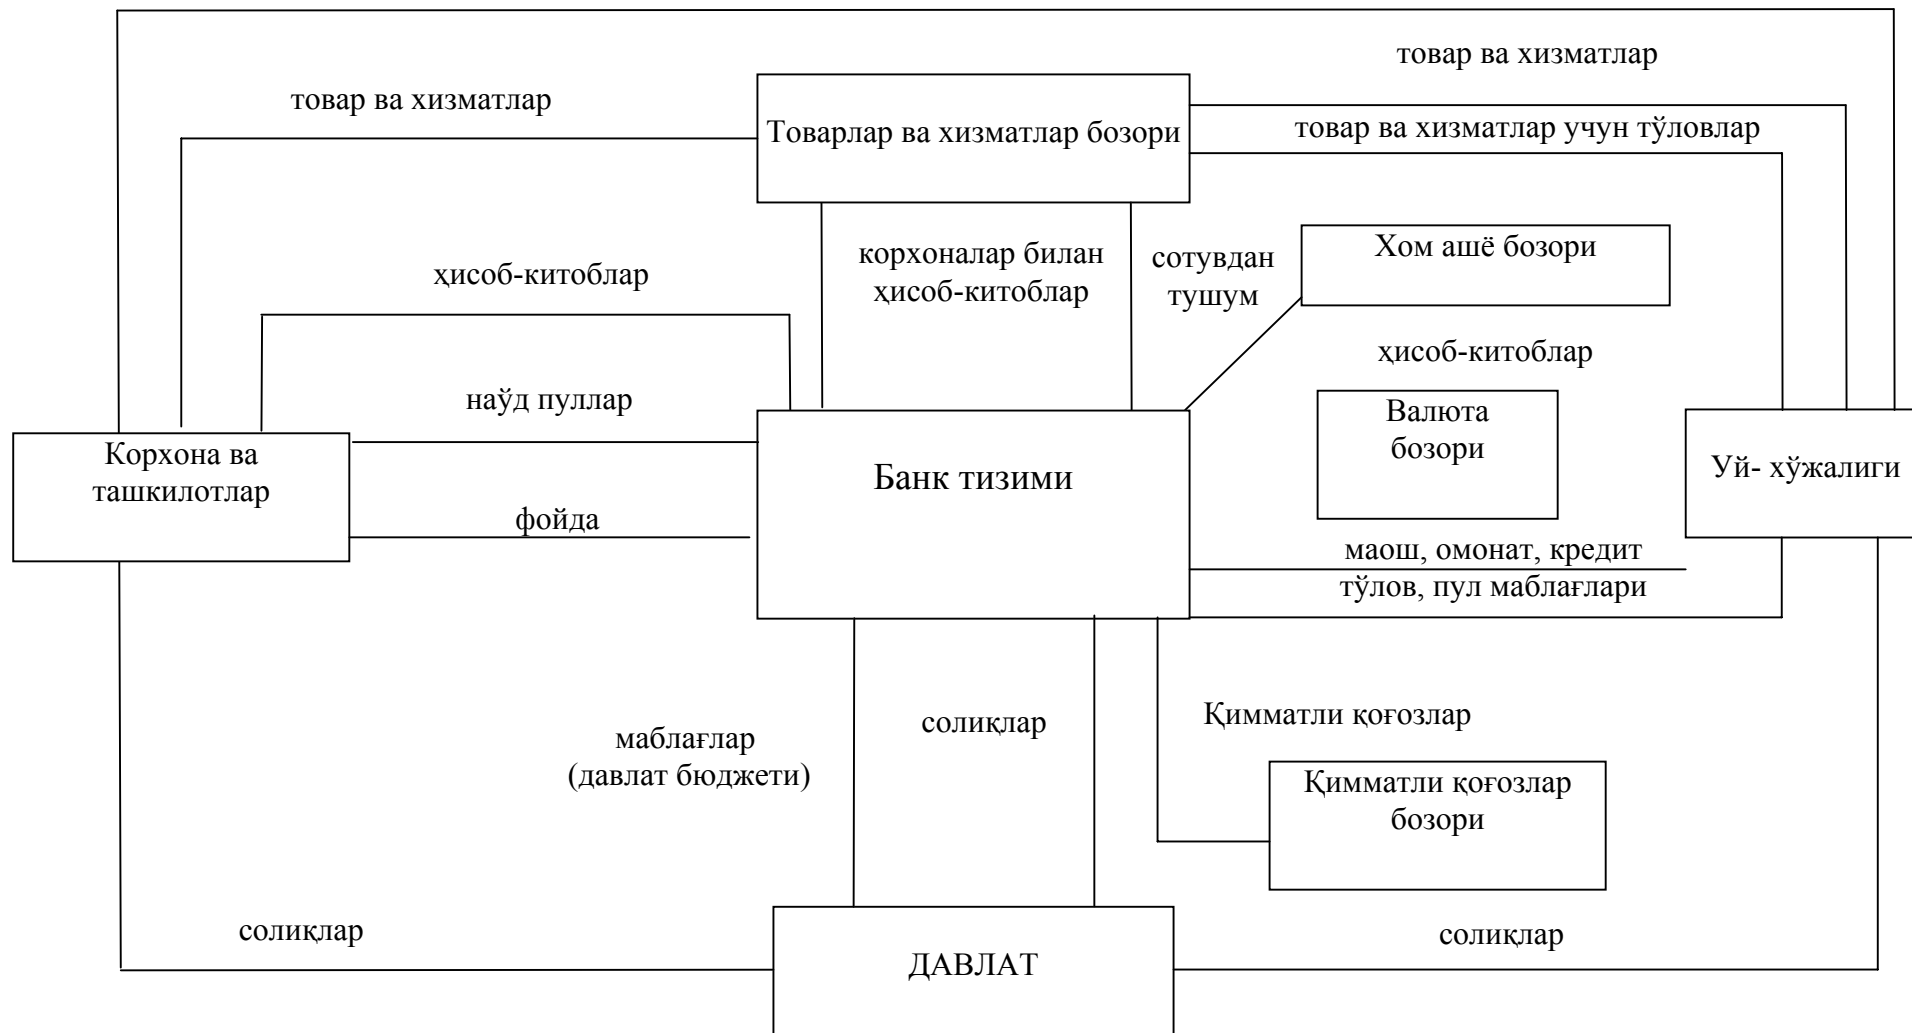 товар ва хизматлар
товар ва хизматлар
Товарлар ва хизматлар бозори
товар ва хизматлар учун тўловлар
ҳисоб-китоблар
корхоналар билан
ҳисоб-китоблар
сотувдан
тушум
Хом ашё бозори
ҳисоб-китоблар
наўд пуллар
Валюта
бозори
Корхона ва
ташкилотлар
Банк тизими
Уй- хўжалиги
фойда
маош, омонат, кредит
тўлов, пул маблағлари
маблағлар
(давлат бюджети)
солиқлар
Қимматли қоғозлар
Қимматли қоғозлар
бозори
солиқлар
ДАВЛАТ
солиқлар